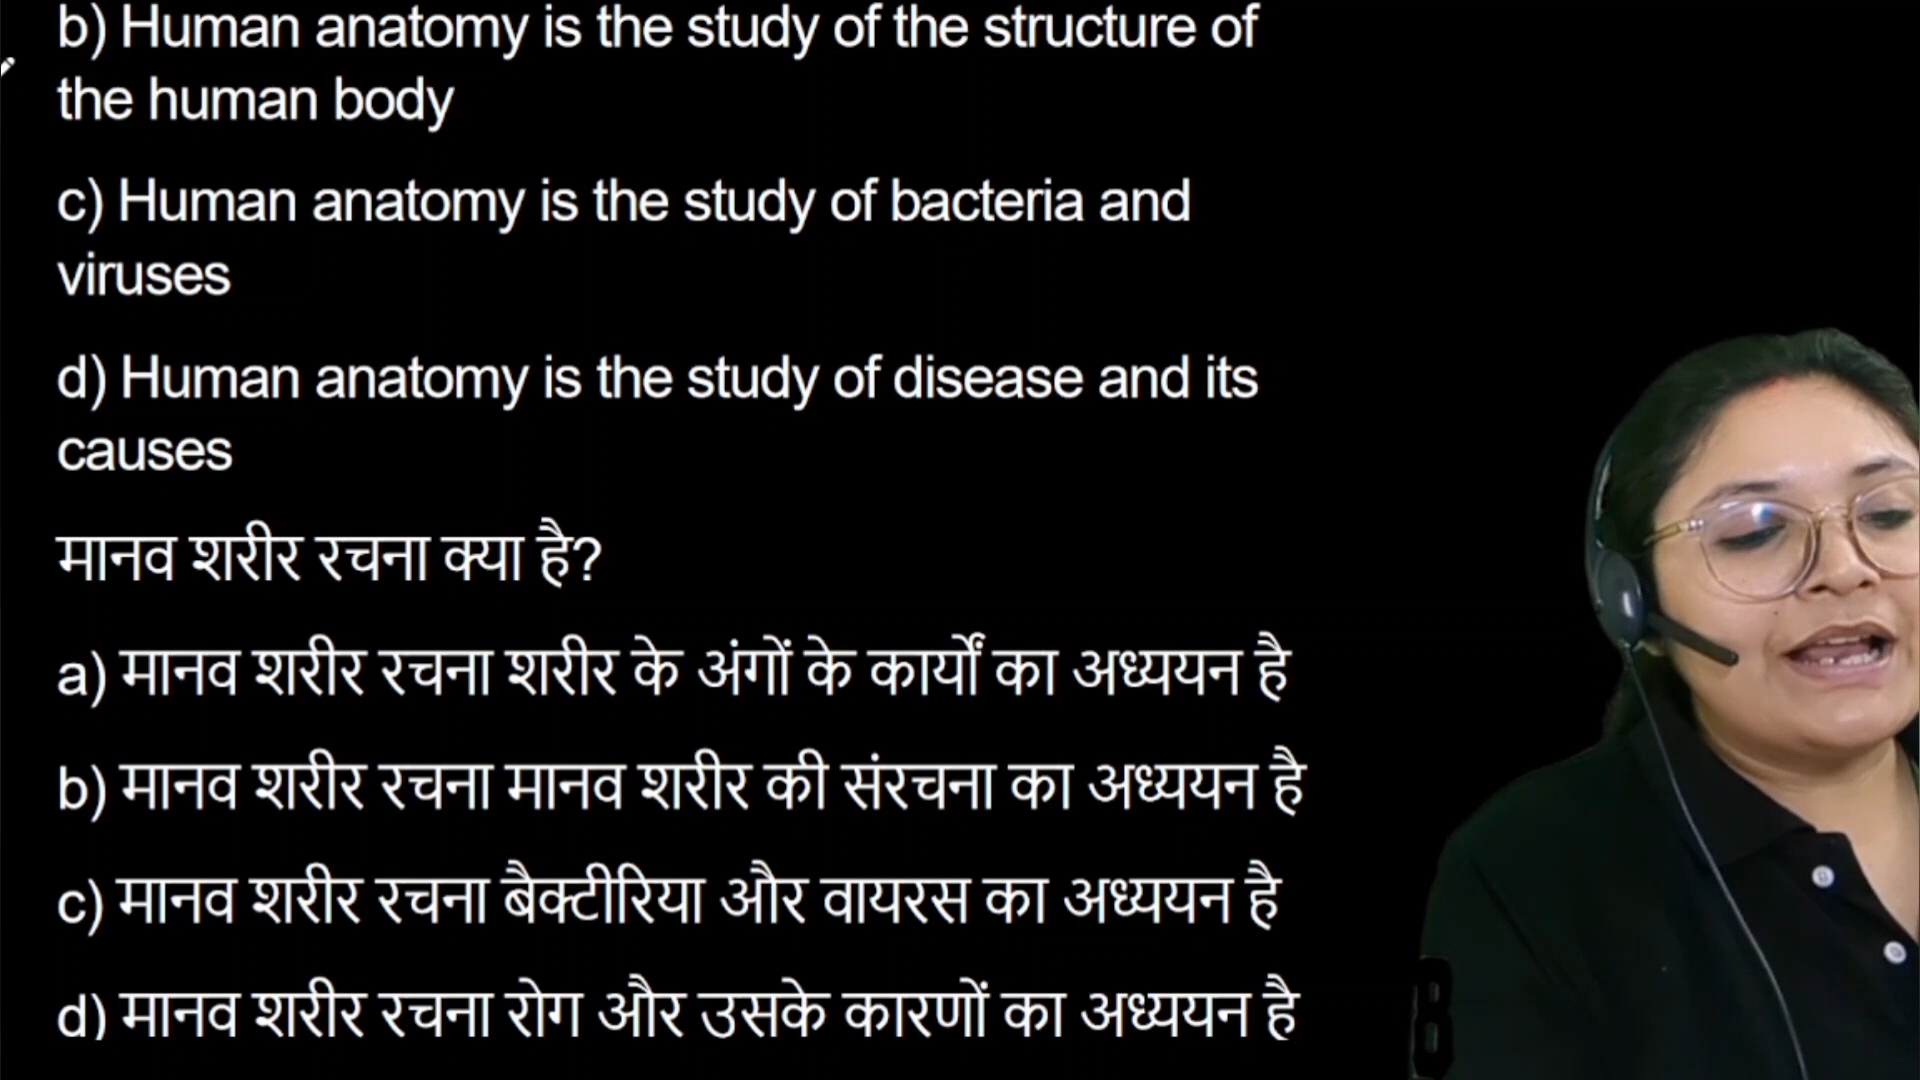 b) Human anatomy is the study of the structure of
the human body
c) Human anatomy is the study of bacteria and
viruses
d) Human anatomy is the study of disease and its
causes
मानव शरीर रचना क्या है?
a) मानव शरीर रचना शरीर के अंगों के कार्यों का अध्ययन है
b) मानव शरीर रचना मानव शरीर की संरचना का अध्ययन है
c) मानव शरीर रचना बैक्टीरिया और वायरस का अध्ययन है
d) मानव शरीर रचना रोग और उसके कारणों का अध्ययन है
B